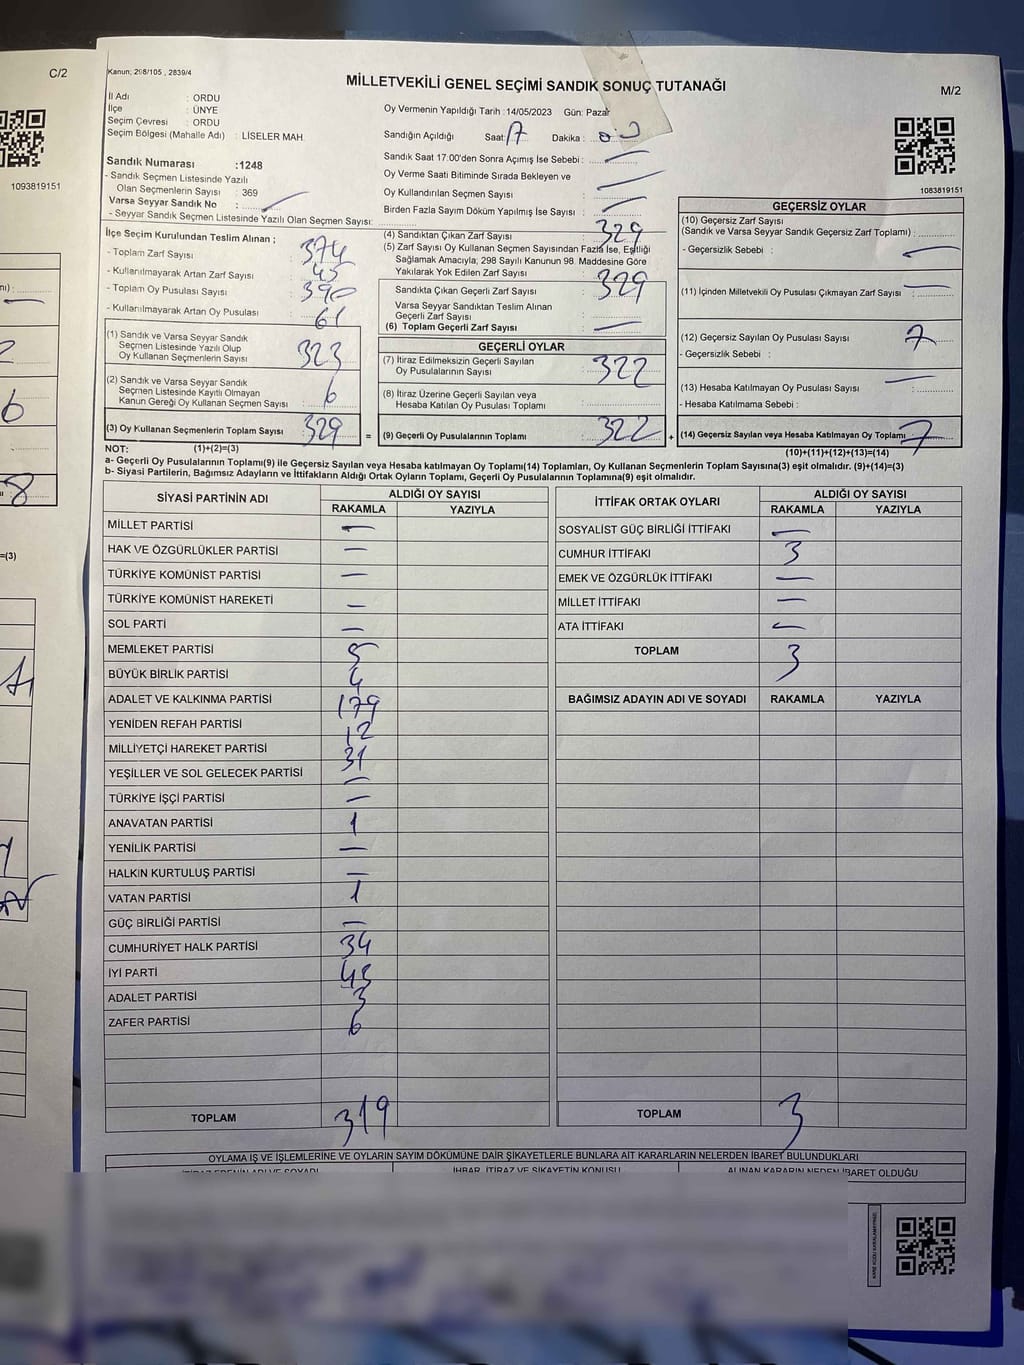 C/2
1093819151
Kanun; 298/105 , 2839/4
MİLLETVEKİLİ GENEL SEÇİMİ SANDIK SONUÇ TUTANAĞI
M/2
İl Adı : ORDU
İlçe : ÜNYE
Seçim Çevresi : ORDU
Seçim Bölgesi (Mahalle Adı) : LİSELER MAH.
Sandık Numarası :1248
- Sandık Seçmen Listesinde Yazılı
Olan Seçmenlerin Sayısı : 369
Varsa Seyyar Sandık No : —
- Seyyar Sandık Seçmen Listesinde Yazılı Olan Seçmen Sayısı:
Oy Vermenin Yapıldığı Tarih :14/05/2023 Gün: Pazar
Sandığın Açıldığı Saat: 17 Dakika : 00
Sandık Saat 17:00'den Sonra Açımış İse Sebebi : —
Oy Verme Saati Bitiminde Sırada Bekleyen ve
Oy Kullandırılan Seçmen Sayısı —
Birden Fazla Sayım Döküm Yapılmış İse Sayısı : —
1083819151
İlçe Seçim Kurulundan Teslim Alınan ;
- Toplam Zarf Sayısı : 374
- Kullanılmayarak Artan Zarf Sayısı : 45
- Toplam Oy Pusulası Sayısı : 390
- Kullanılmayarak Artan Oy Pusulası : 61
(1) Sandık ve Varsa Seyyar Sandık
Seçmen Listesinde Yazılı Olup
Oy Kullanan Seçmenlerin Sayısı : 323
(2) Sandık ve Varsa Seyyar Sandık
Seçmen Listesinde Kayıtlı Olmayan
Kanun Gereği Oy Kullanan Seçmen Sayısı : 6
(3) Oy Kullanan Seçmenlerin Toplam Sayısı : 329
(4) Sandıktan Çıkan Zarf Sayısı : 329
(5) Zarf Sayısı Oy Kullanan Seçmen Sayısından Fazla İse, Eşitliği
Sağlamak Amacıyla; 298 Sayılı Kanunun 98. Maddesine Göre
Yakılarak Yok Edilen Zarf Sayısı :
Sandıkta Çıkan Geçerli Zarf Sayısı : 329
Varsa Seyyar Sandıktan Teslim Alınan
Geçerli Zarf Sayısı :
(6) Toplam Geçerli Zarf Sayısı : —
GEÇERLİ OYLAR
(7) İtiraz Edilmeksizin Geçerli Sayılan
Oy Pusulalarının Sayısı : 322
(8) İtiraz Üzerine Geçerli Sayılan veya
Hesaba Katılan Oy Pusulası Toplamı :
= (9) Geçerli Oy Pusulalarının Toplamı : 322 +
GEÇERSİZ OYLAR
(10) Geçersiz Zarf Sayısı
(Sandık ve Varsa Seyyar Sandık Geçersiz Zarf Toplamı) :
- Geçersizlik Sebebi : —
(11) İçinden Milletvekili Oy Pusulası Çıkmayan Zarf Sayısı : —
(12) Geçersiz Sayılan Oy Pusulası Sayısı : 7
- Geçersizlik Sebebi :
(13) Hesaba Katılmayan Oy Pusulası Sayısı : —
- Hesaba Katılmama Sebebi :
(14) Geçersiz Sayılan veya Hesaba Katılmayan Oy Toplamı 7
NOT: (1)+(2)=(3) (10)+(11)+(12)+(13)=(14)
a- Geçerli Oy Pusulalarının Toplamı(9) ile Geçersiz Sayılan veya Hesaba katılmayan Oy Toplamı(14) Toplamları, Oy Kullanan Seçmenlerin Toplam Sayısına(3) eşit olmalıdır. (9)+(14)=(3)
b- Siyasi Partilerin, Bağımsız Adayların ve İttifakların Aldığı Ortak Oyların Toplamı, Geçerli Oy Pusulalarının Toplamına(9) eşit olmalıdır.
SİYASİ PARTİNİN ADI ALDIĞI OY SAYISI
RAKAMLA YAZIYLA
MİLLET PARTİSİ —
HAK VE ÖZGÜRLÜKLER PARTİSİ —
TÜRKİYE KOMÜNİST PARTİSİ —
TÜRKİYE KOMÜNİST HAREKETİ —
SOL PARTİ —
MEMLEKET PARTİSİ 5
BÜYÜK BİRLİK PARTİSİ 4
ADALET VE KALKINMA PARTİSİ 179
YENİDEN REFAH PARTİSİ 12
MİLLİYETÇİ HAREKET PARTİSİ 31
YEŞİLLER VE SOL GELECEK PARTİSİ —
TÜRKİYE İŞÇİ PARTİSİ —
ANAVATAN PARTİSİ 1
YENİLİK PARTİSİ —
HALKIN KURTULUŞ PARTİSİ —
VATAN PARTİSİ 1
GÜÇ BİRLİĞİ PARTİSİ —
CUMHURİYET HALK PARTİSİ 34
İYİ PARTİ 43
ADALET PARTİSİ 3
ZAFER PARTİSİ 6
TOPLAM 319
İTTİFAK ORTAK OYLARI ALDIĞI OY SAYISI
RAKAMLA YAZIYLA
SOSYALİST GÜÇ BİRLİĞİ İTTİFAKI —
CUMHUR İTTİFAKI 3
EMEK VE ÖZGÜRLÜK İTTİFAKI —
MİLLET İTTİFAKI —
ATA İTTİFAKI —
TOPLAM 3
BAĞIMSIZ ADAYIN ADI VE SOYADI RAKAMLA YAZIYLA
TOPLAM 3
OYLAMA İŞ VE İŞLEMLERİNE VE OYLARIN SAYIM DÖKÜMÜNE DAİR ŞİKAYETLERLE BUNLARA AİT KARARLARIN NELERDEN İBARET BULUNDUKLARI
İTİRAZ EDENİN ADI VE SOYADI İHBAR, İTİRAZ VE ŞİKAYETİN KONUSU ALINAN KARARIN NEDEN İBARET OLDUĞU